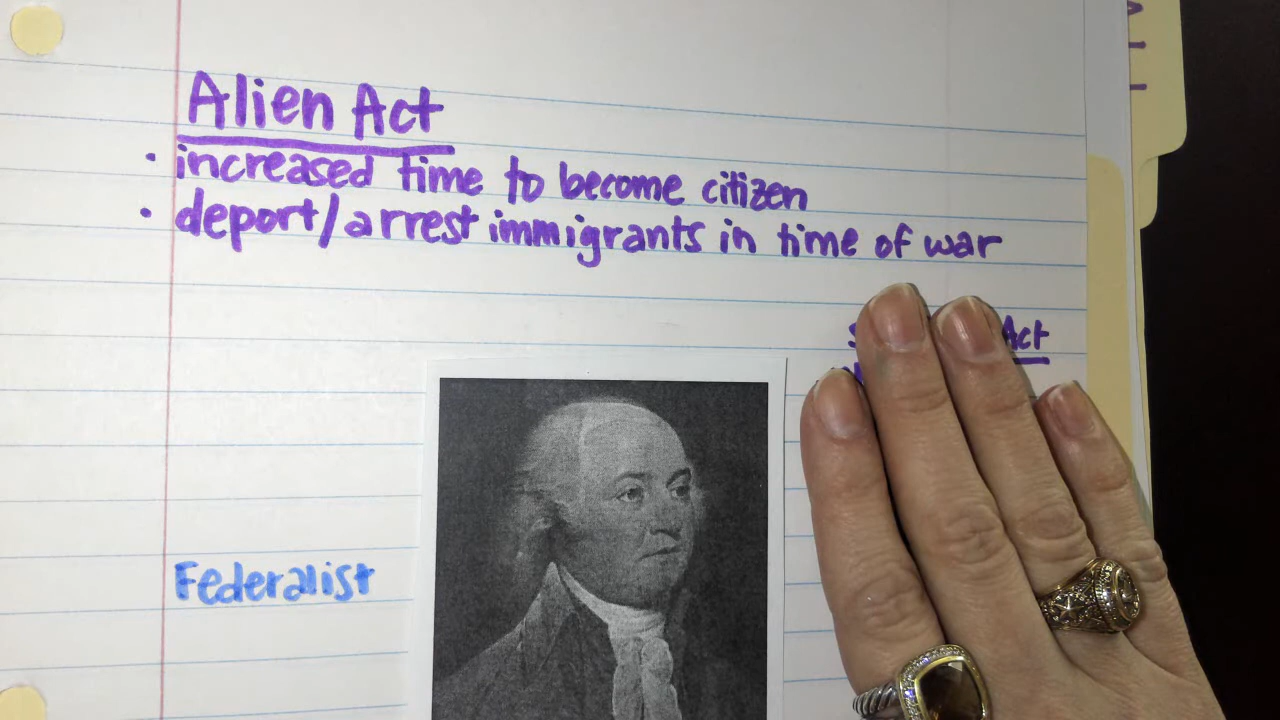 Alien Act
• increased time to become citizen
• deport/arrest immigrants in time of war
Act
Federalist